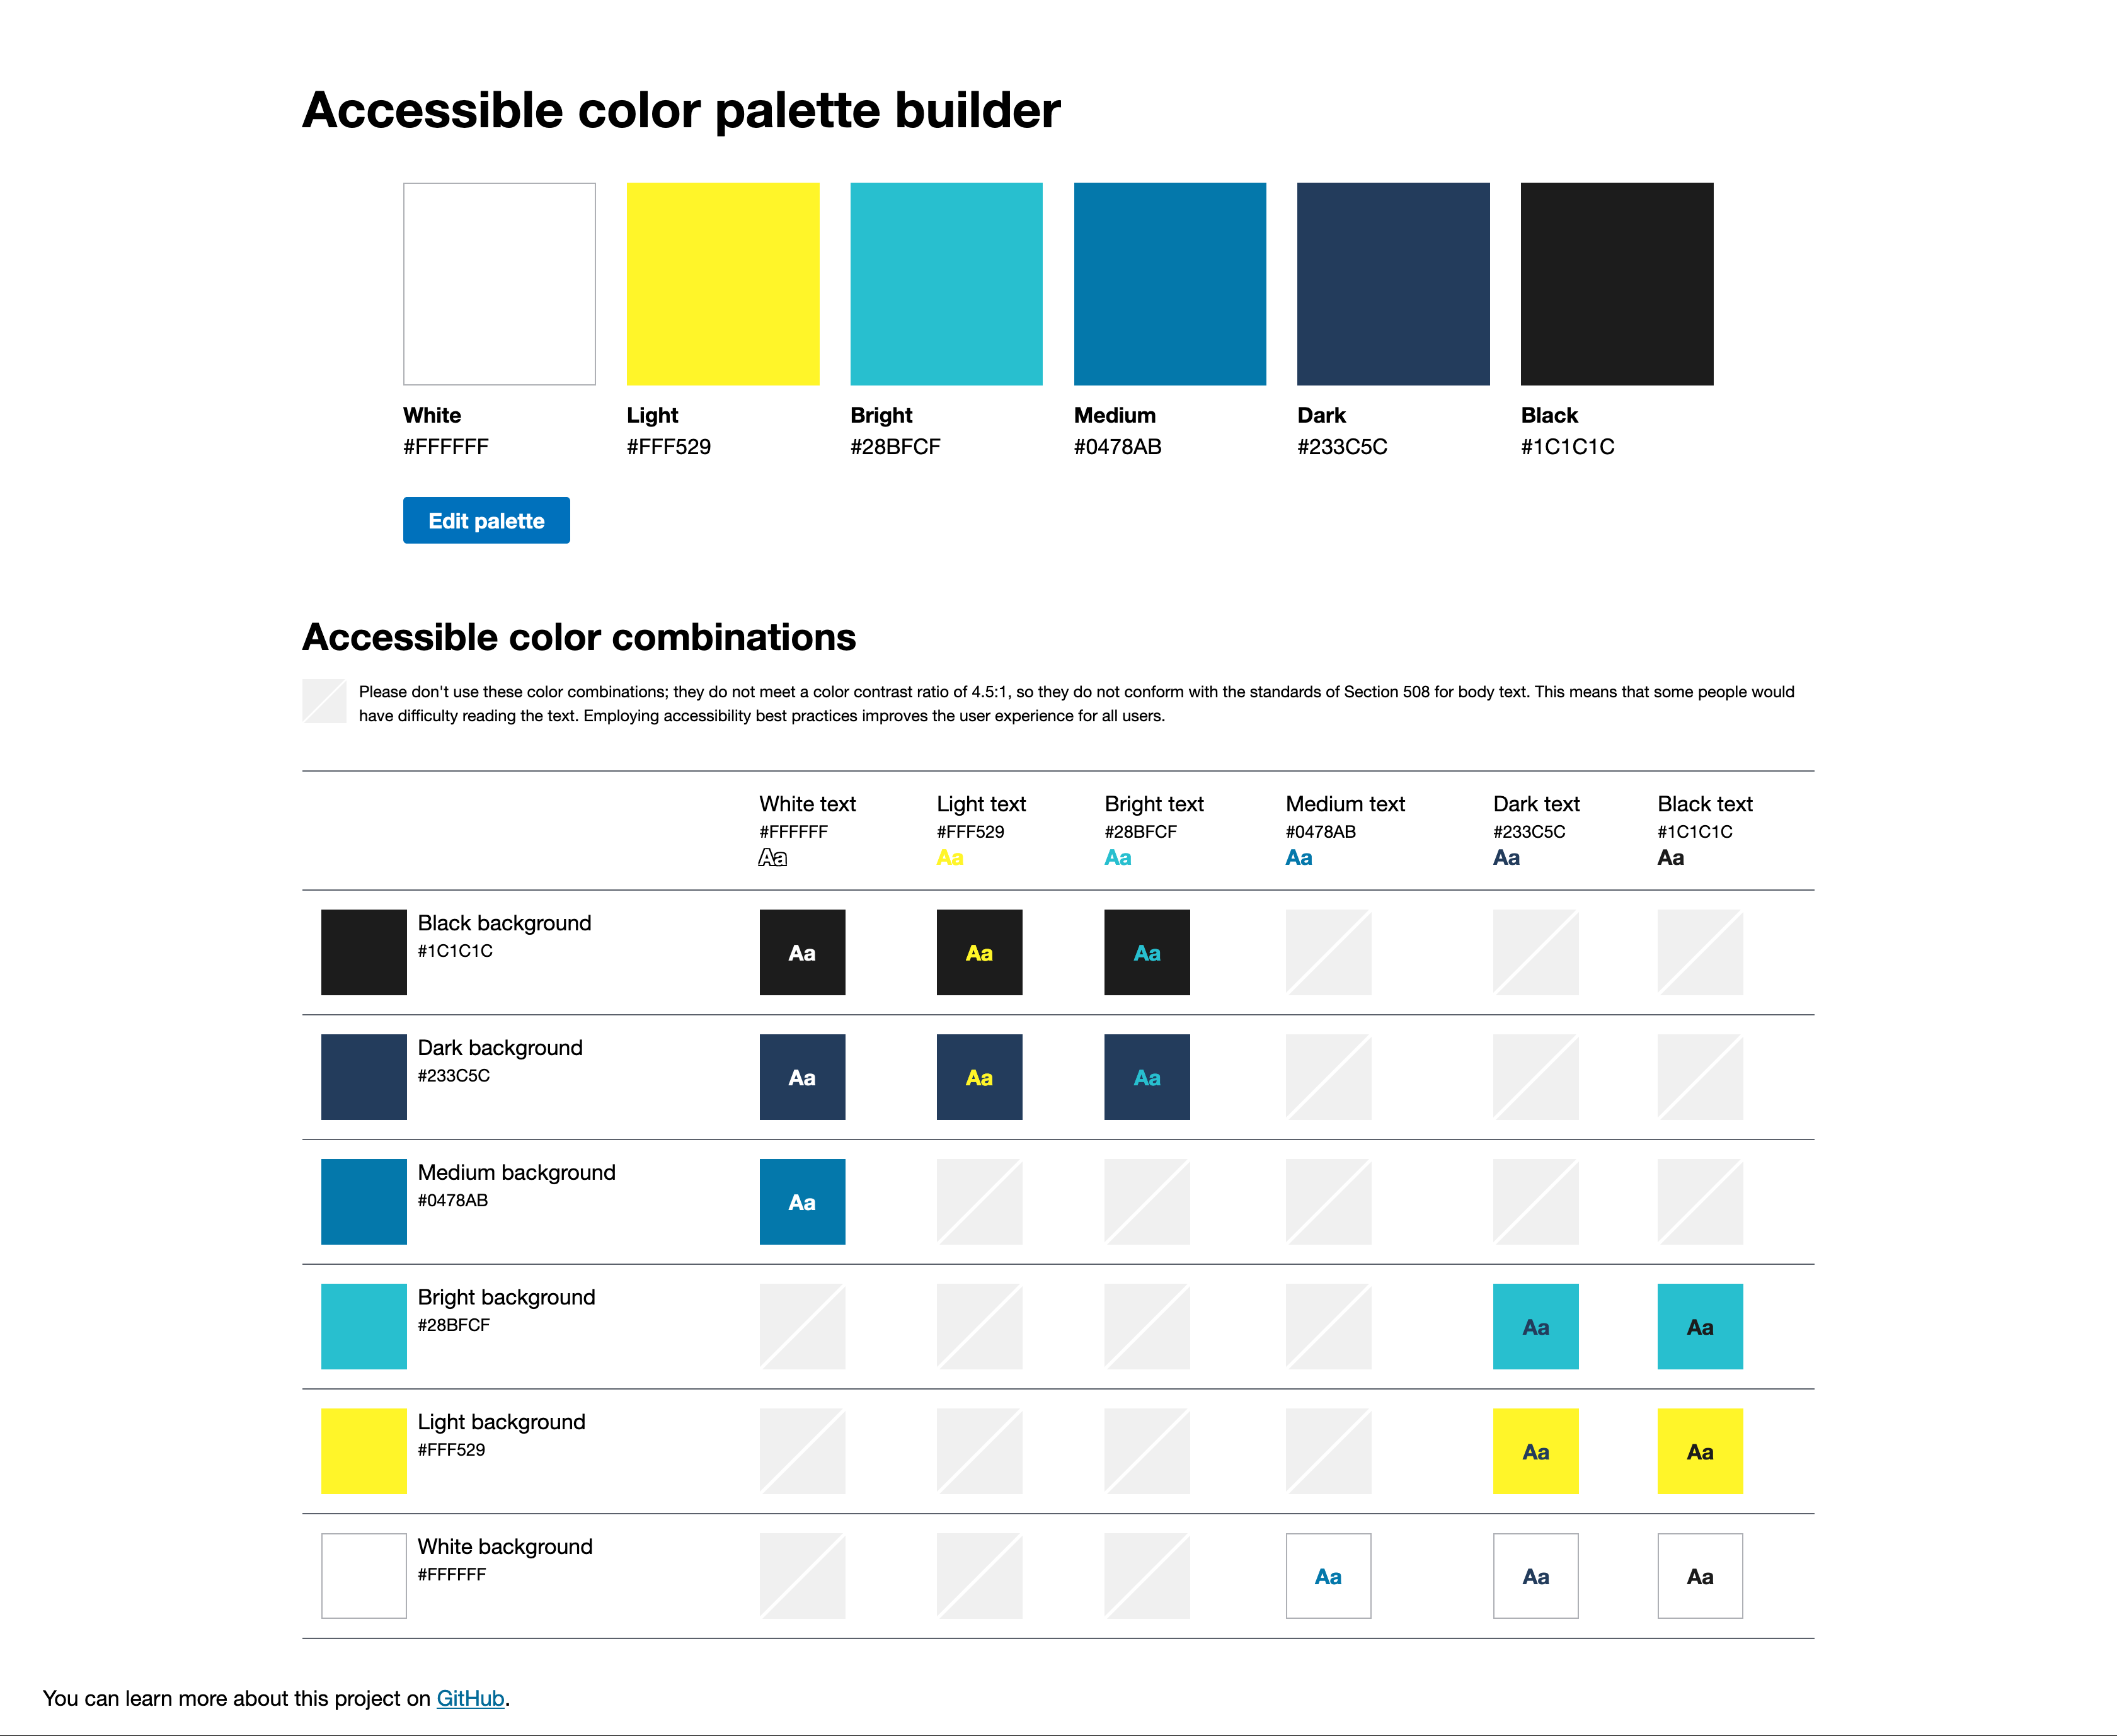 Accessible color palette builder
White Light Bright Medium Dark Black
#FFFFFF #FFF529 #28BFCF #0478AB #233C5C #1C1C1C
Edit palette
Accessible color combinations
Please don't use these color combinations; they do not meet a color contrast ratio of 4.5:1, so they do not conform with the standards of Section 508 for body text. This means that some people would
have difficulty reading the text. Employing accessibility best practices improves the user experience for all users.
White text Light text Bright text Medium text Dark text Black text
#FFFFFF #FFF529 #28BFCF #0478AB #233C5C #1C1C1C
Aa Aa Aa Aa Aa Aa
Black background
#1C1C1C
Aa Aa Aa
Dark background
#233C5C
Aa Aa Aa
Medium background
#0478AB
Aa
Bright background
#28BFCF
Aa Aa
Light background
#FFF529
Aa Aa
White background
#FFFFFF
Aa Aa Aa
You can learn more about this project on GitHub.